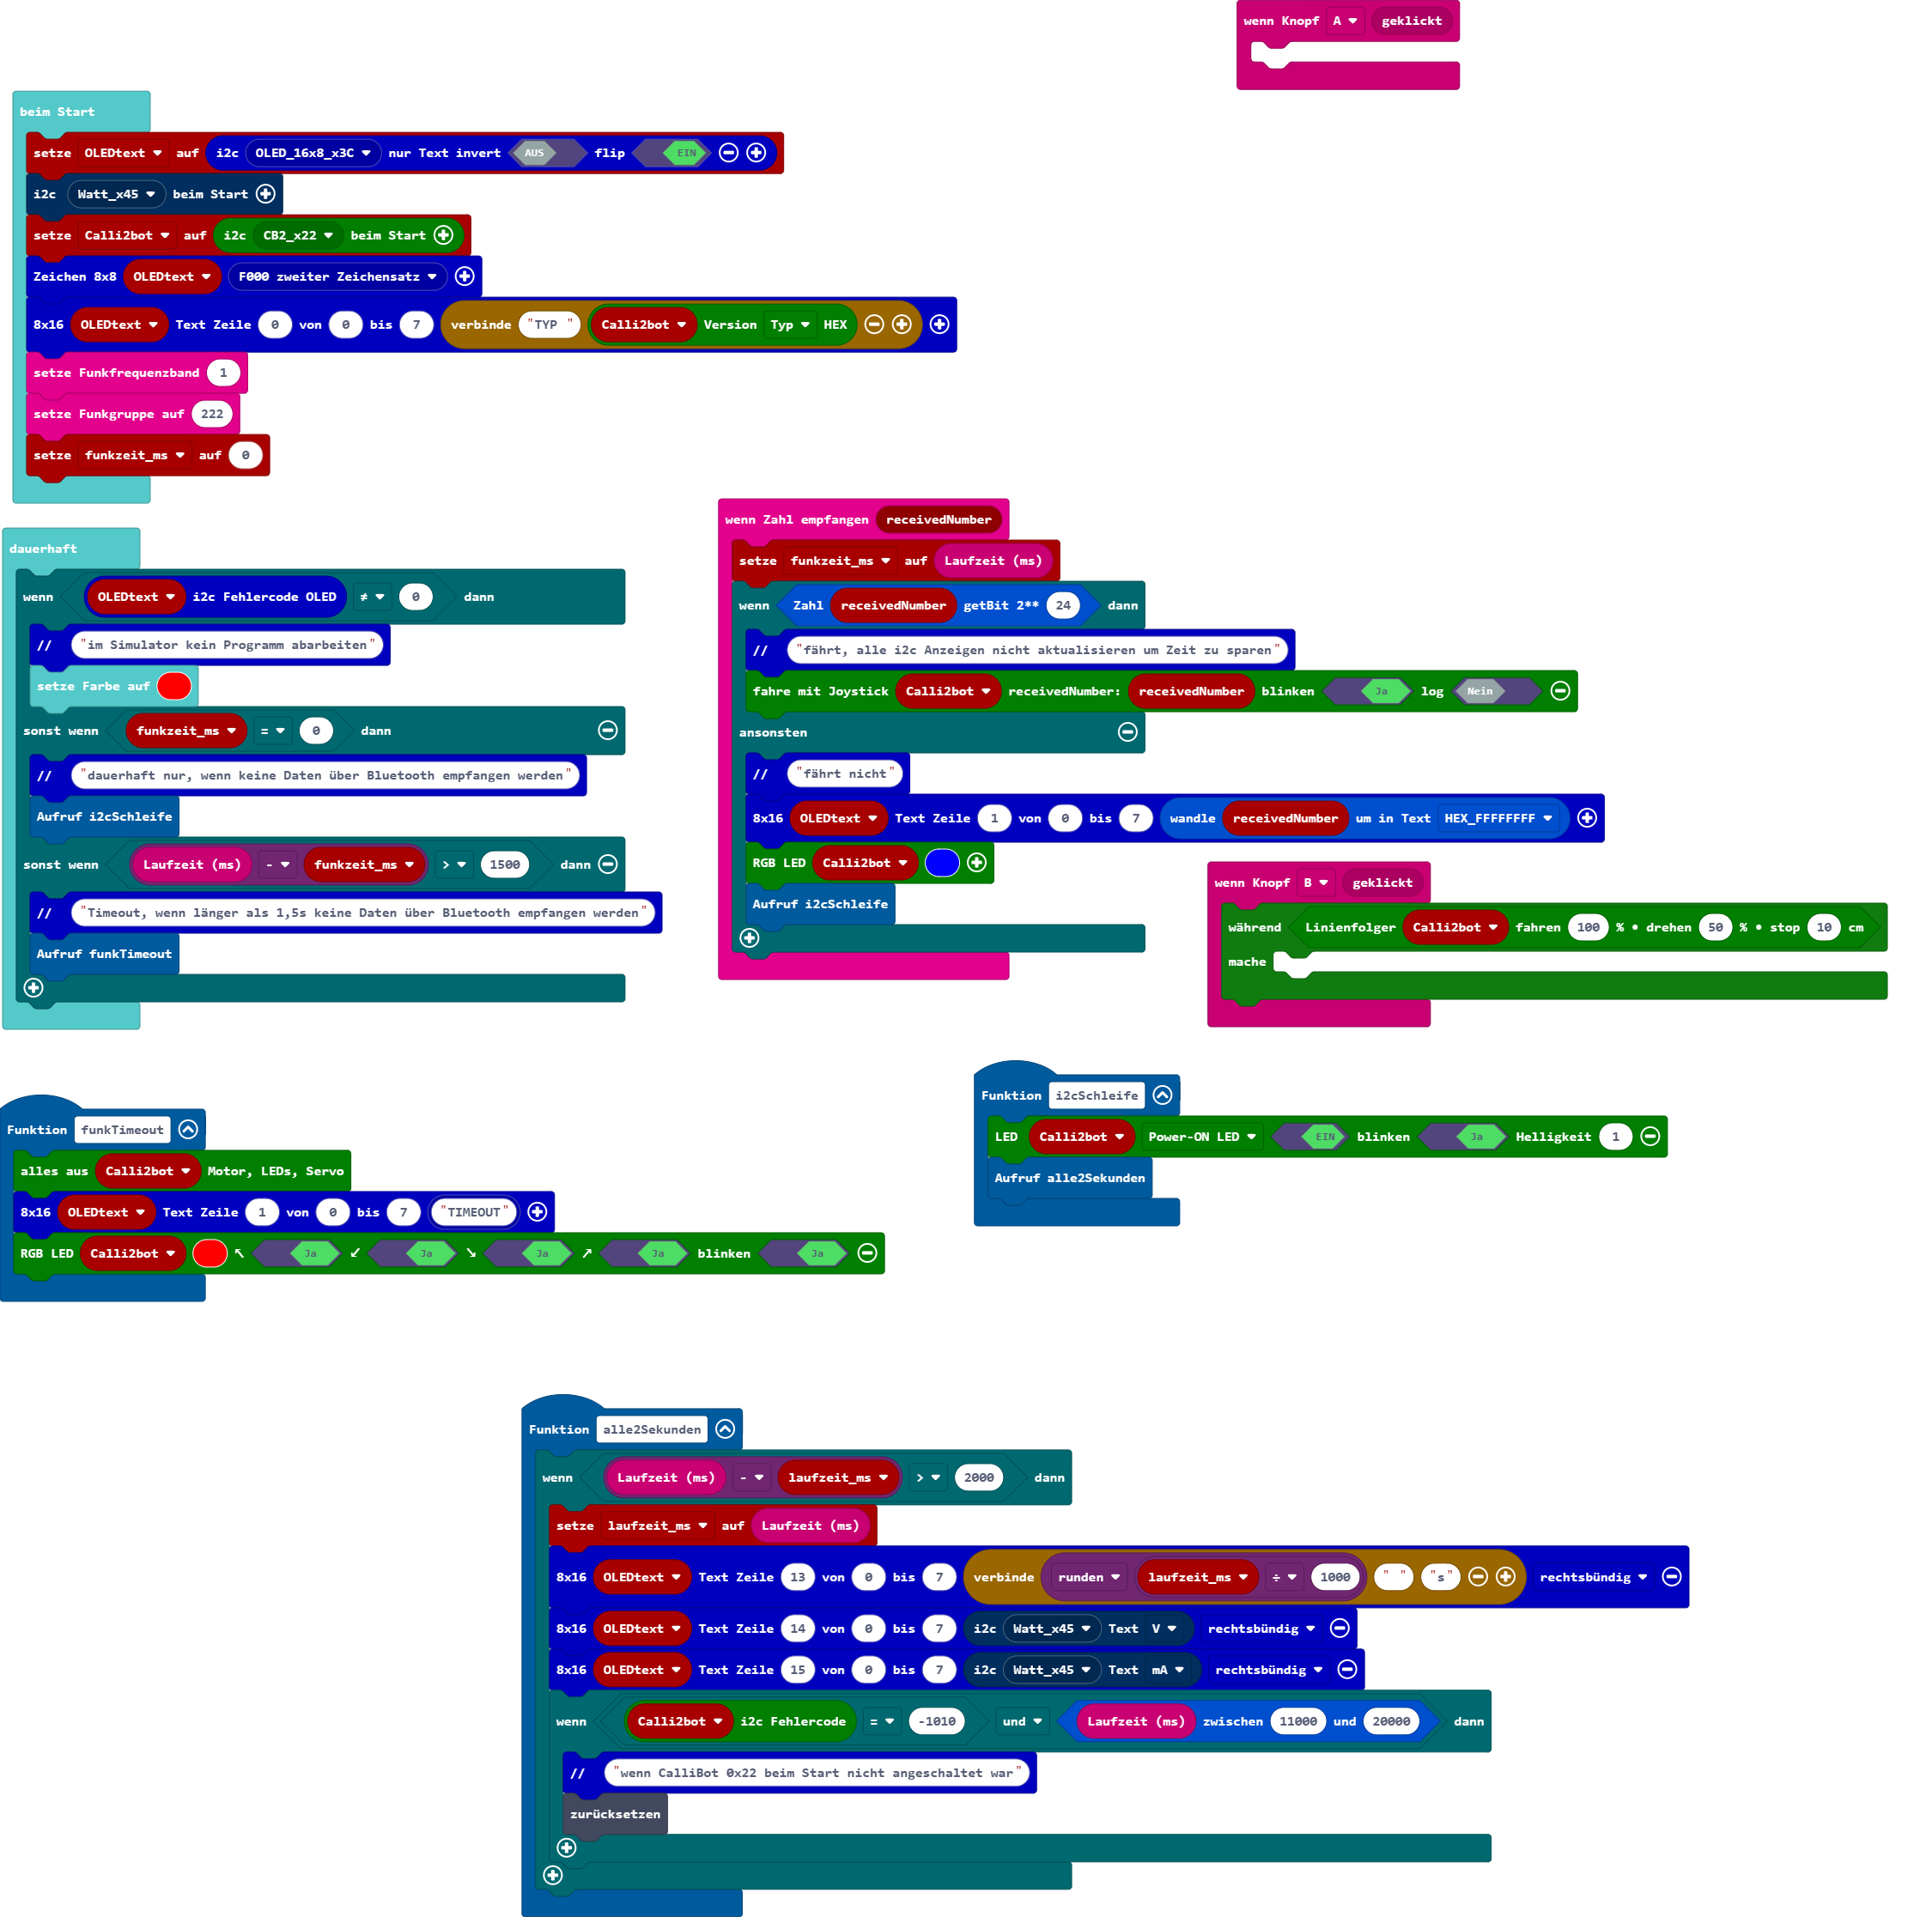 wenn Knopf A geklickt
beim Start
setze OLEDtext auf i2c OLED_16x8_x3C nur Text invert AUS flip EIN
i2c Watt_x45 beim Start
setze Calli2bot auf i2c CB2_x22 beim Start
Zeichen 8x8 OLEDtext F000 zweiter Zeichensatz
8x16 OLEDtext Text Zeile 0 von 0 bis 7 verbinde "TYP " Calli2bot Version Typ HEX
setze Funkfrequenzband 1
setze Funkgruppe auf 222
setze funkzeit_ms auf 0
dauerhaft
wenn OLEDtext i2c Fehlercode OLED ≠ 0 dann
// "im Simulator kein Programm abarbeiten"
setze Farbe auf
sonst wenn funkzeit_ms = 0 dann
// "dauerhaft nur, wenn keine Daten über Bluetooth empfangen werden"
Aufruf i2cSchleife
sonst wenn Laufzeit (ms) - funkzeit_ms > 1500 dann
// "Timeout, wenn länger als 1,5s keine Daten über Bluetooth empfangen werden"
Aufruf funkTimeout
wenn Zahl empfangen receivedNumber
setze funkzeit_ms auf Laufzeit (ms)
wenn Zahl receivedNumber getBit 2** 24 dann
// "fährt, alle i2c Anzeigen nicht aktualisieren um Zeit zu sparen"
fahre mit Joystick Calli2bot receivedNumber: receivedNumber blinken Ja log Nein
ansonsten
// "fährt nicht"
8x16 OLEDtext Text Zeile 1 von 0 bis 7 wandle receivedNumber um in Text HEX_FFFFFFFF
RGB LED Calli2bot
Aufruf i2cSchleife
wenn Knopf B geklickt
während Linienfolger Calli2bot fahren 100 % • drehen 50 % • stop 10 cm
mache
Funktion funkTimeout
alles aus Calli2bot Motor, LEDs, Servo
8x16 OLEDtext Text Zeile 1 von 0 bis 7 "TIMEOUT"
RGB LED Calli2bot ↖ Ja ↙ Ja ↘ Ja ↗ Ja blinken Ja
Funktion i2cSchleife
LED Calli2bot Power-ON LED EIN blinken Ja Helligkeit 1
Aufruf alle2Sekunden
Funktion alle2Sekunden
wenn Laufzeit (ms) - laufzeit_ms > 2000 dann
setze laufzeit_ms auf Laufzeit (ms)
8x16 OLEDtext Text Zeile 13 von 0 bis 7 verbinde runden laufzeit_ms ÷ 1000 " " "s" rechtsbündig
8x16 OLEDtext Text Zeile 14 von 0 bis 7 i2c Watt_x45 Text V rechtsbündig
8x16 OLEDtext Text Zeile 15 von 0 bis 7 i2c Watt_x45 Text mA rechtsbündig
wenn Calli2bot i2c Fehlercode = -1010 und Laufzeit (ms) zwischen 11000 und 20000 dann
// "wenn CalliBot 0x22 beim Start nicht angeschaltet war"
zurücksetzen